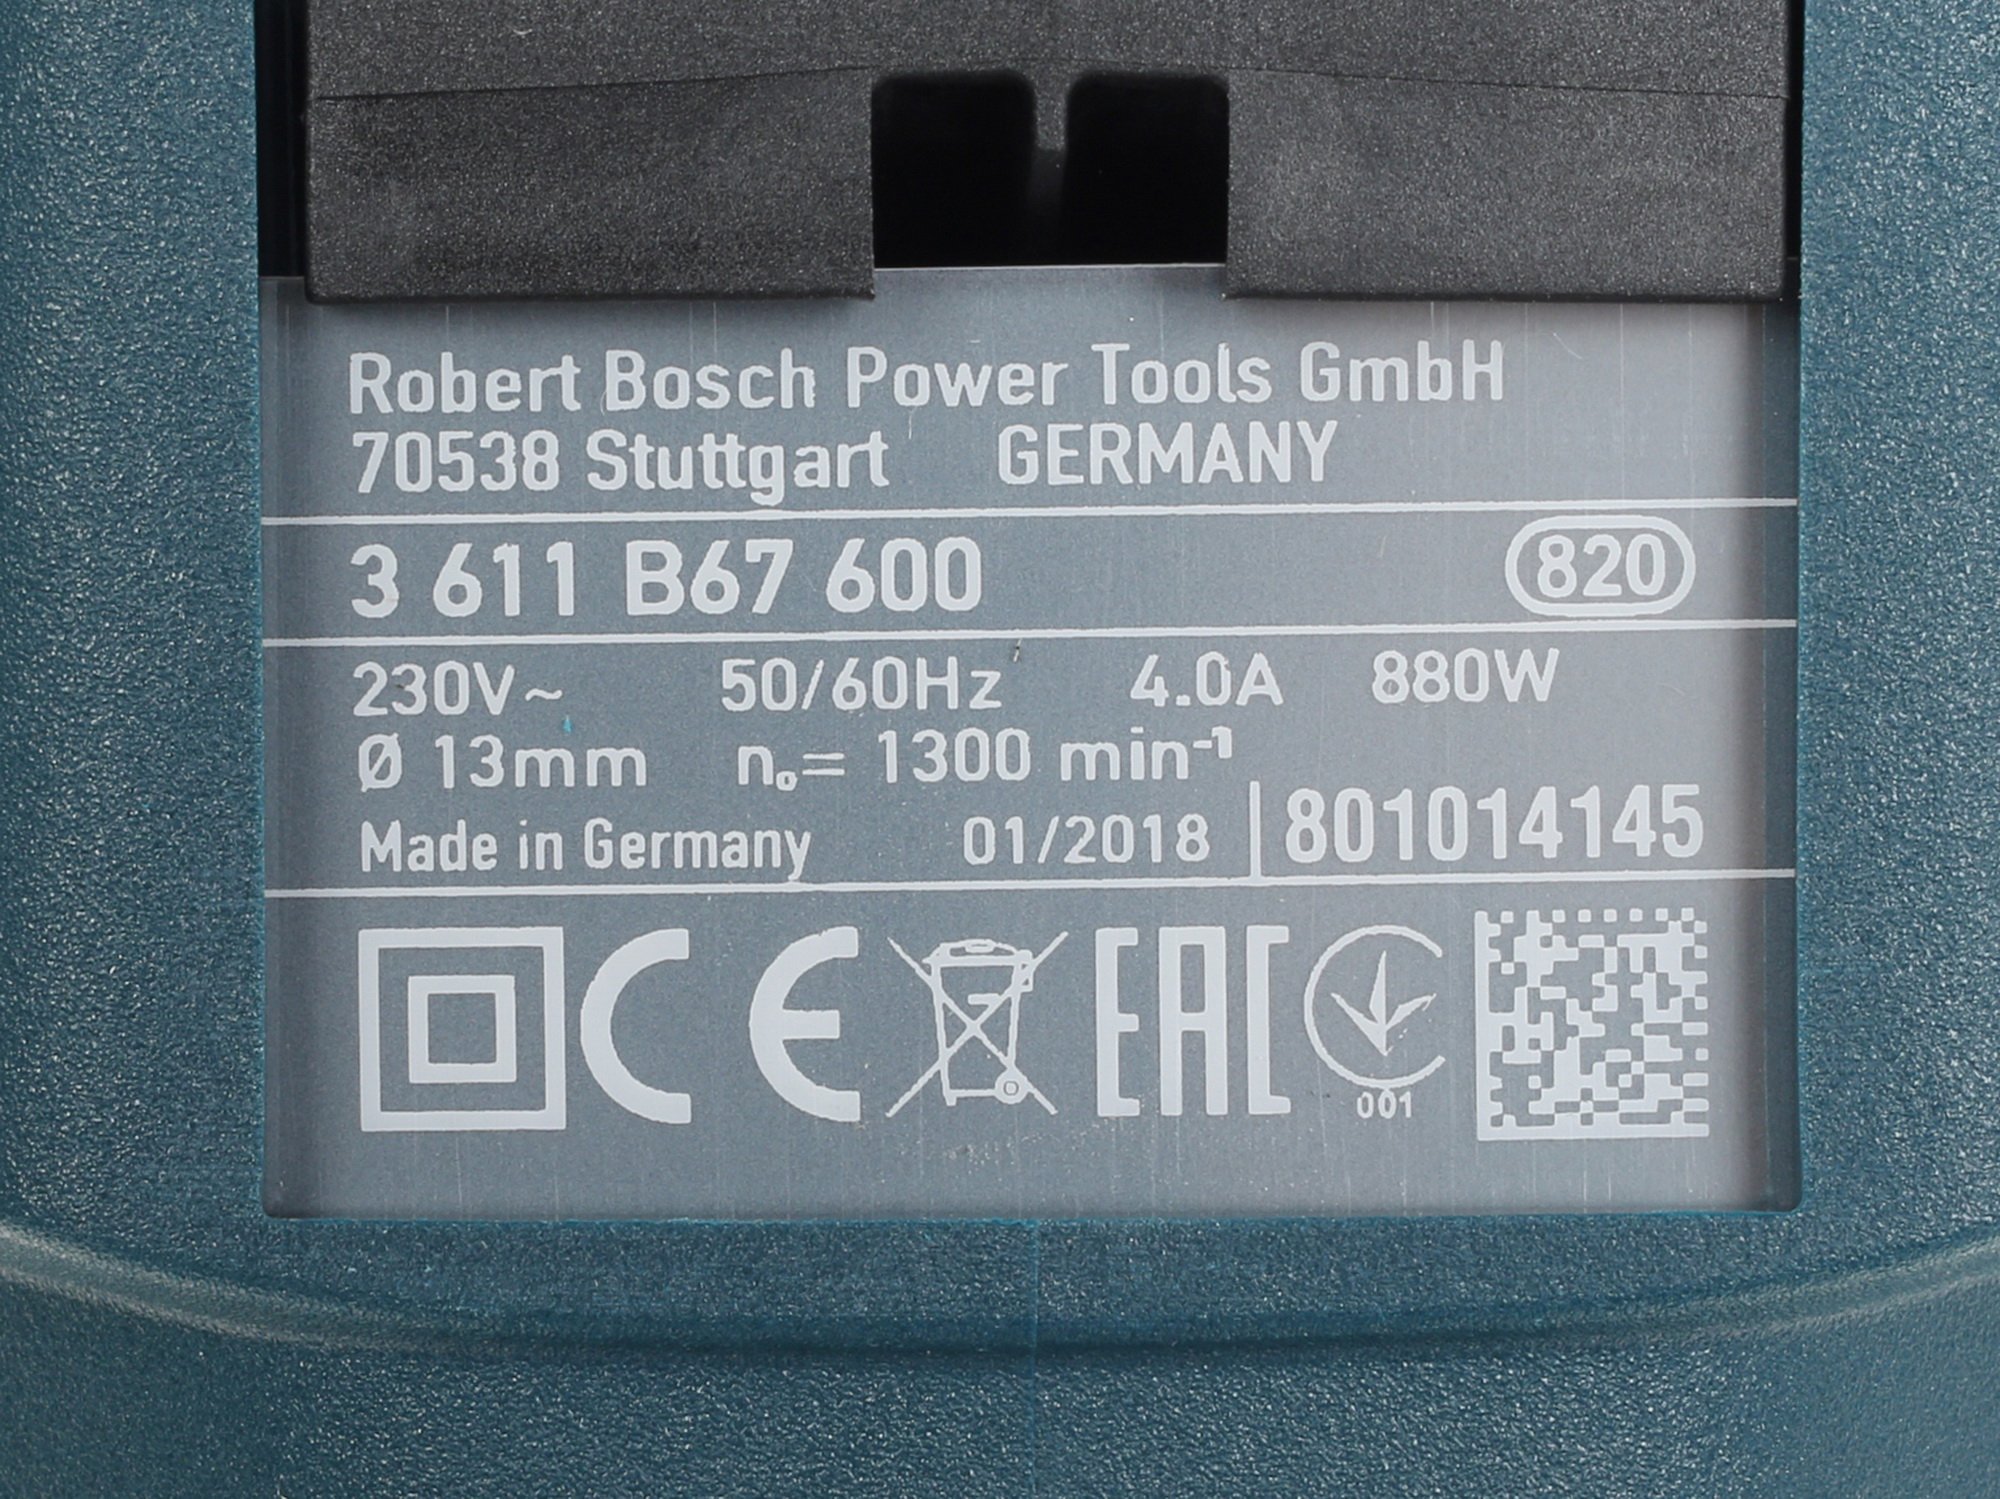 Robert Bosch Power Tools GmbH
70538 Stuttgart GERMANY
3 611 B67 600 820
230V~ 50/60Hz 4.0A 880W
Ø 13mm n₀= 1300 min⁻¹
Made in Germany 01/2018 801014145
CE EAC
001